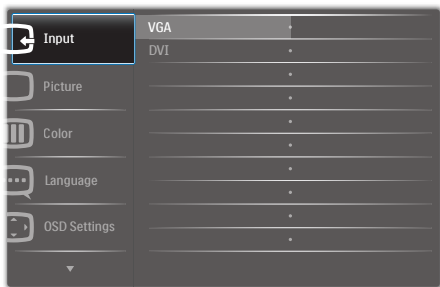 Input
VGA
DVI
Picture
Color
Language
OSD Settings